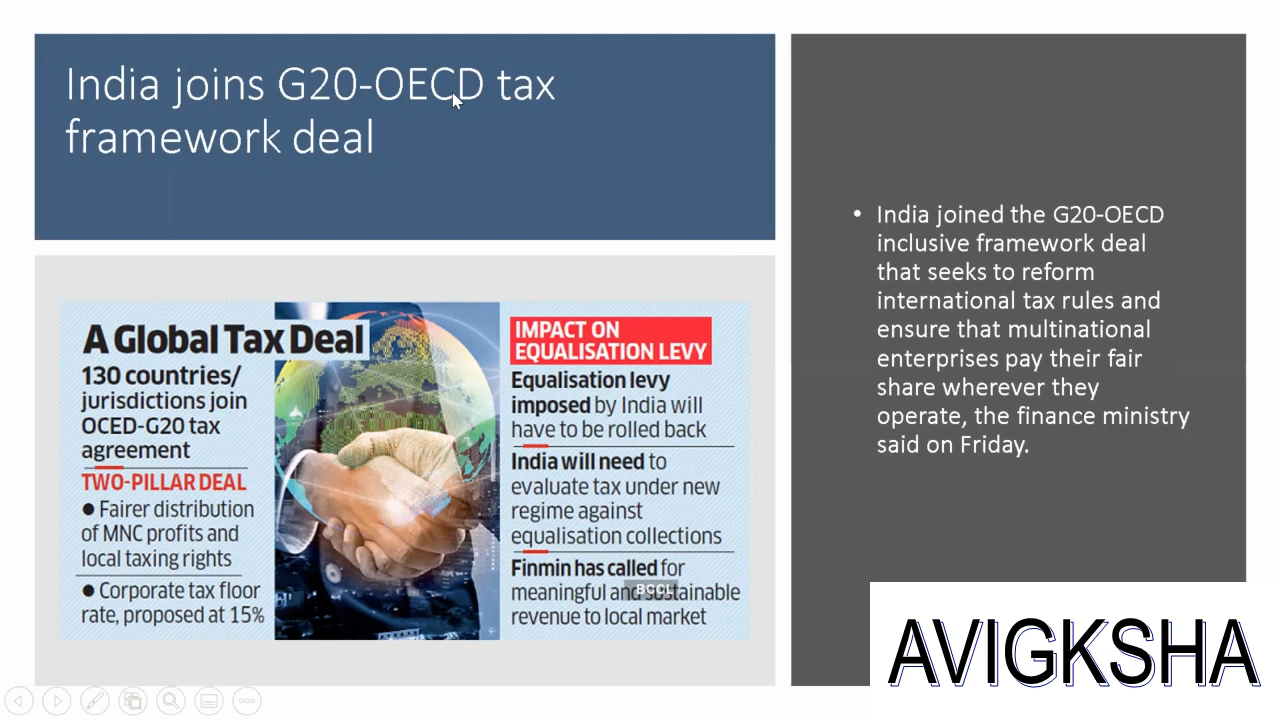 India joins G20-OECD tax
framework deal
A Global Tax Deal
130 countries/
jurisdictions join
OCED-G20 tax
agreement
TWO-PILLAR DEAL
● Fairer distribution
of MNC profits and
local taxing rights
● Corporate tax floor
rate, proposed at 15%
IMPACT ON
EQUALISATION LEVY
Equalisation levy
imposed by India will
have to be rolled back
India will need to
evaluate tax under new
regime against
equalisation collections
Finmin has called for
meaningful and sustainable
revenue to local market
BCCL
• India joined the G20-OECD
inclusive framework deal
that seeks to reform
international tax rules and
ensure that multinational
enterprises pay their fair
share wherever they
operate, the finance ministry
said on Friday.
AVIGKSHA